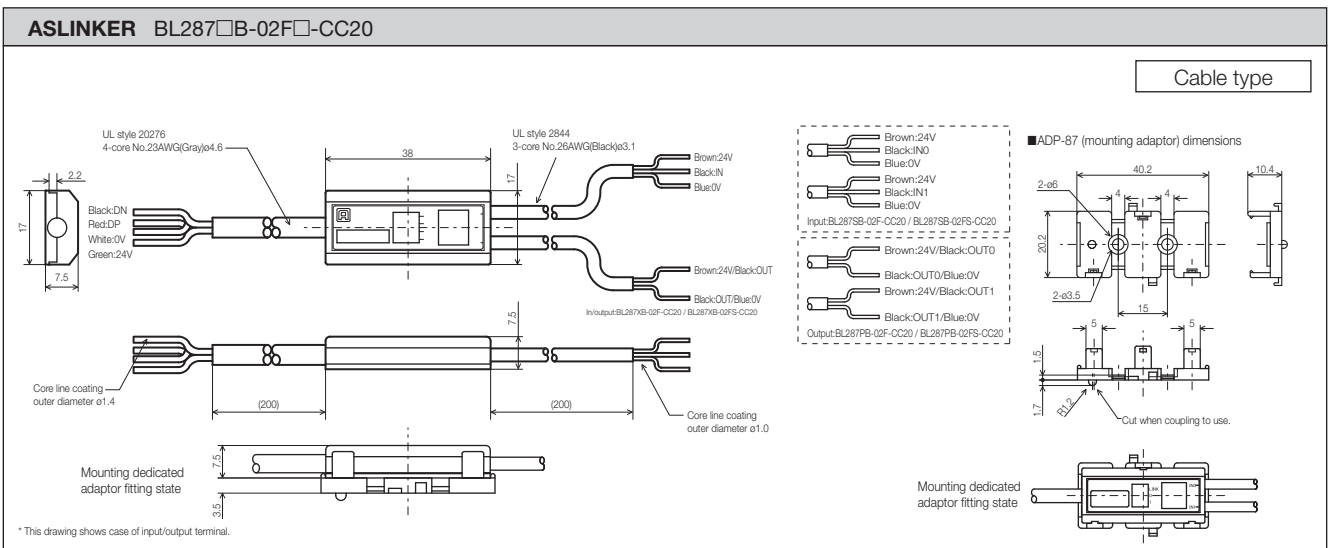 ASLINKER BL287□B-02F□-CC20
Cable type
UL style 20276
4-core No.23AWG(Gray)ø4.6
UL style 2844
3-core No.26AWG(Black)ø3.1
38
17
2.2
17
7.5
Black:DN
Red:DP
White:0V
Green:24V
Brown:24V
Black:IN
Blue:0V
Brown:24V/Black:OUT
Black:OUT/Blue:0V
In/output:BL287XB-02F-CC20 / BL287XB-02FS-CC20
Brown:24V
Black:IN0
Blue:0V
Brown:24V
Black:IN1
Blue:0V
Input:BL287SB-02F-CC20 / BL287SB-02FS-CC20
Brown:24V/Black:OUT0
Black:OUT0/Blue:0V
Brown:24V/Black:OUT1
Black:OUT1/Blue:0V
Output:BL287PB-02F-CC20 / BL287PB-02FS-CC20
■ADP-87 (mounting adaptor) dimensions
40.2
10.4
2-ø6
4
4
20.2
2-ø3.5
15
5
5
1.5
1.7
R1.2
Cut when coupling to use.
7.5
Core line coating
outer diameter ø1.4
(200)
(200)
Core line coating
outer diameter ø1.0
Mounting dedicated
adaptor fitting state
7.5
3.5
Mounting dedicated
adaptor fitting state
LINK
* This drawing shows case of input/output terminal.